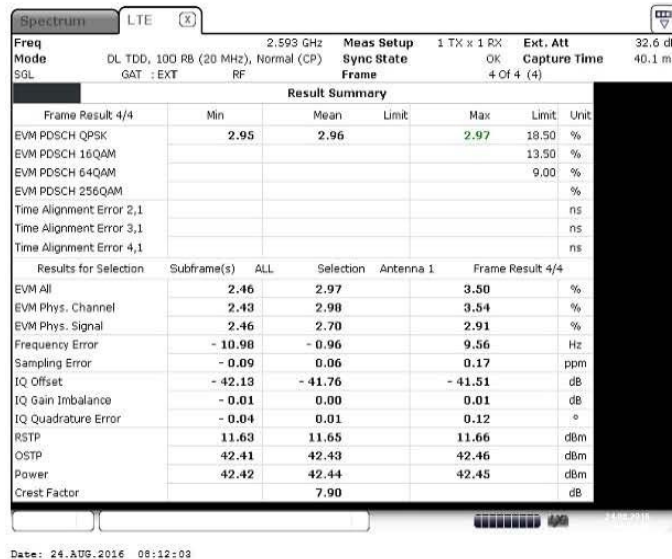 Spectrum LTE X
Freq 2.593 GHz Meas Setup 1 TX x 1 RX Ext. Att 32.6 d
Mode DL TDD, 100 RB (20 MHz), Normal (CP) Sync State OK Capture Time 40.1 m
SGL GAT : EXT RF Frame 4 Of 4 (4)
Result Summary
Frame Result 4/4 Min Mean Limit Max Limit Unit
EVM PDSCH QPSK 2.95 2.96 2.97 18.50 %
EVM PDSCH 16QAM 13.50 %
EVM PDSCH 64QAM 9.00 %
EVM PDSCH 256QAM %
Time Alignment Error 2,1 ns
Time Alignment Error 3,1 ns
Time Alignment Error 4,1 ns
Results for Selection Subframe(s) ALL Selection Antenna 1 Frame Result 4/4
EVM All 2.46 2.97 3.50 %
EVM Phys. Channel 2.43 2.98 3.54 %
EVM Phys. Signal 2.46 2.70 2.91 %
Frequency Error - 10.98 - 0.96 9.56 Hz
Sampling Error - 0.09 0.06 0.17 ppm
IQ Offset - 42.13 - 41.76 - 41.51 dB
IQ Gain Imbalance - 0.01 0.00 0.01 dB
IQ Quadrature Error - 0.04 0.01 0.12 °
RSTP 11.63 11.65 11.66 dBm
OSTP 42.41 42.43 42.46 dBm
Power 42.42 42.44 42.45 dBm
Crest Factor 7.90 dB
Date: 24.AUG.2016 08:12:03